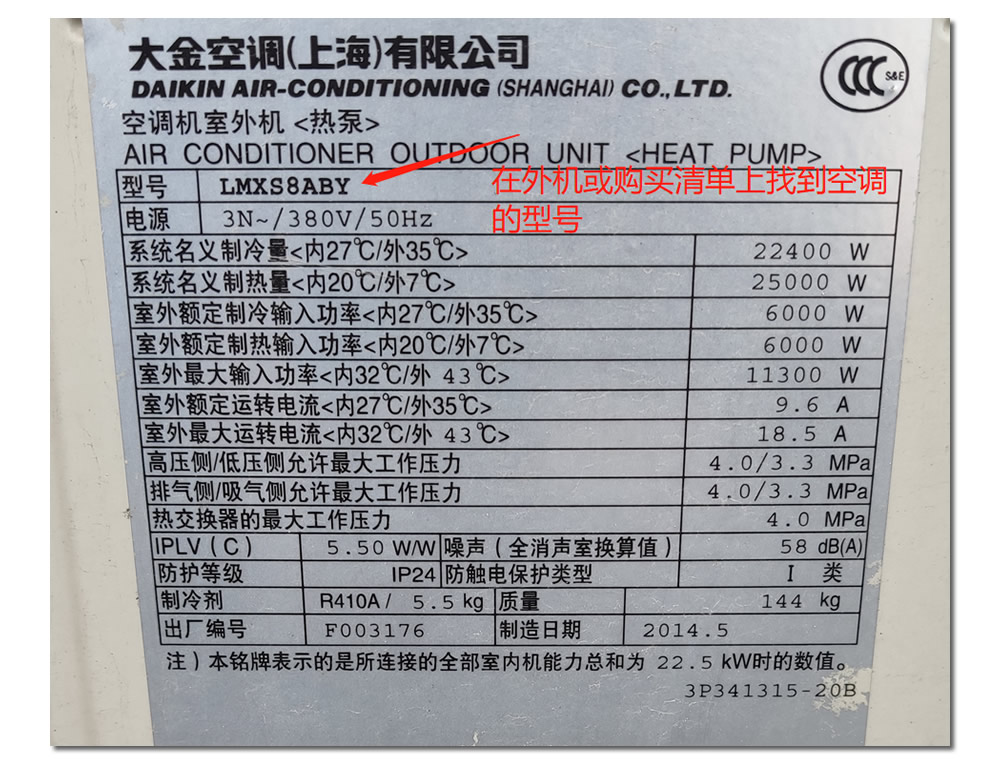 大金空调(上海)有限公司
DAIKIN AIR-CONDITIONING (SHANGHAI) CO.,LTD.
CCC S&E
空调机室外机 <热泵>
AIR CONDITIONER OUTDOOR UNIT <HEAT PUMP>
型号 LMXS8ABY
在外机或购买清单上找到空调
的型号
电源 3N~/380V/50Hz
系统名义制冷量<内27℃/外35℃> 22400 W
系统名义制热量<内20℃/外7℃> 25000 W
室外额定制冷输入功率<内27℃/外35℃> 6000 W
室外额定制热输入功率<内20℃/外7℃> 6000 W
室外最大输入功率<内32℃/外 43℃> 11300 W
室外额定运转电流<内27℃/外35℃> 9.6 A
室外最大运转电流<内32℃/外 43℃> 18.5 A
高压侧/低压侧允许最大工作压力 4.0/3.3 MPa
排气侧/吸气侧允许最大工作压力 4.0/3.3 MPa
热交换器的最大工作压力 4.0 MPa
IPLV(C) 5.50 W/W 噪声(全消声室换算值) 58 dB(A)
防护等级 IP24 防触电保护类型 I 类
制冷剂 R410A/ 5.5 kg 质量 144 kg
出厂编号 F003176 制造日期 2014.5
注)本铭牌表示的是所连接的全部室内机能力总和为 22.5 kW时的数值。
3P341315-20B